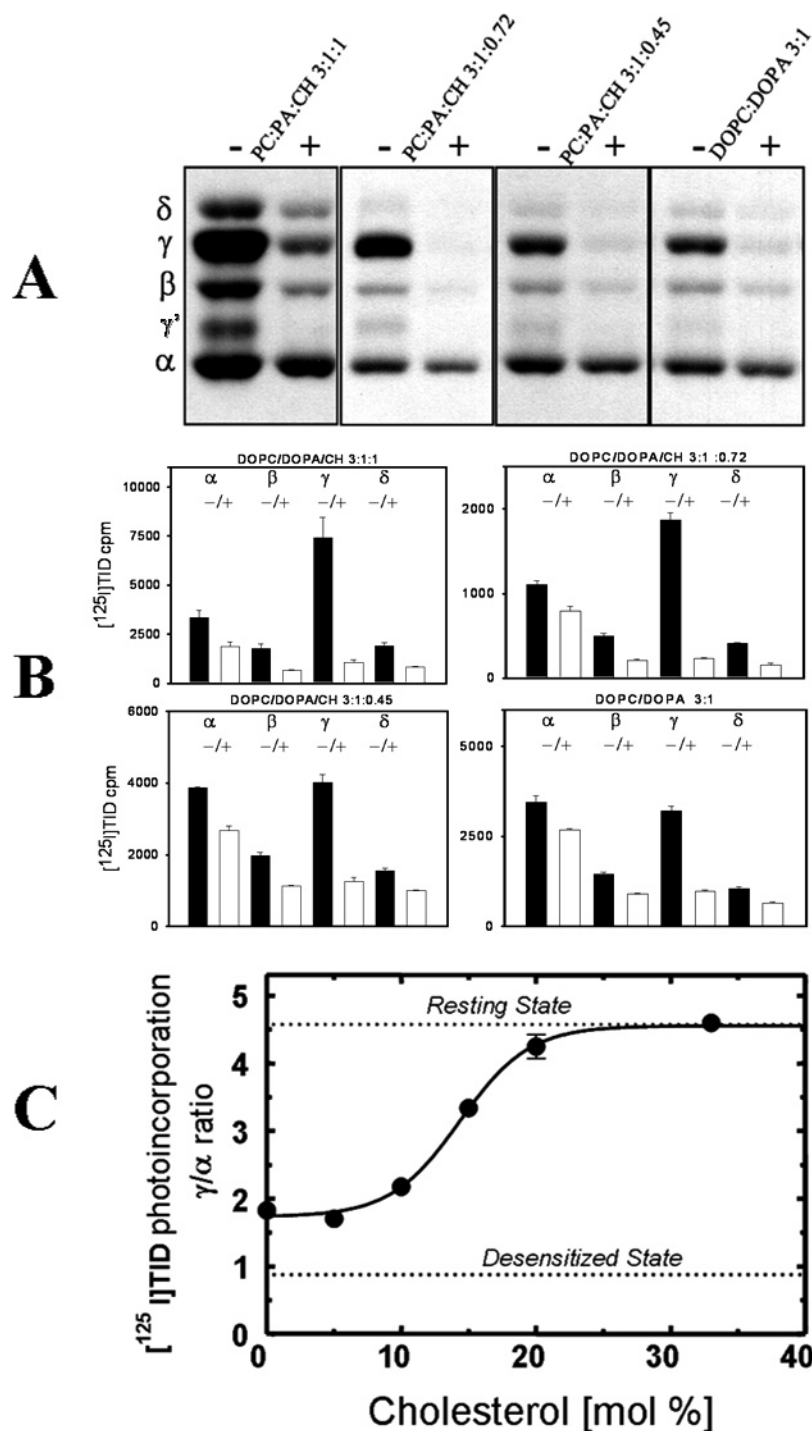 PC:PA:CH 3:1:1
PC:PA:CH 3:1:0.72
PC:PA:CH 3:1:0.45
DOPC:DOPA 3:1
- + - + - + - +
A
δ
γ
β
γ'
α
B
DOPC/DOPA/CH 3:1:1
[125I]TID cpm
10000
7500
5000
2500
0
α β γ δ
−/+ −/+ −/+ −/+
DOPC/DOPA/CH 3:1 :0.72
2000
1000
0
α β γ δ
−/+ −/+ −/+ −/+
DOPC/DOPA/CH 3:1:0.45
[125I]TID cpm
6000
4000
2000
0
α β γ δ
−/+ −/+ −/+ −/+
DOPC/DOPA 3:1
5000
2500
0
α β γ δ
−/+ −/+ −/+ −/+
C
[125 I]TID photoincorporation
γ/α ratio
5
4
3
2
1
0
Resting State
Desensitized State
0 10 20 30 40
Cholesterol [mol %]